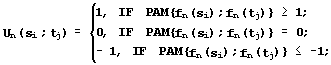 1, IF PAM{fₙ(sᵢ);fₙ(tⱼ)} ≥ 1;
Uₙ(sᵢ;tⱼ) = { 0, IF PAM{fₙ(sᵢ);fₙ(tⱼ)} = 0;
- 1, IF PAM{fₙ(sᵢ);fₙ(tⱼ)} ≤ -1;